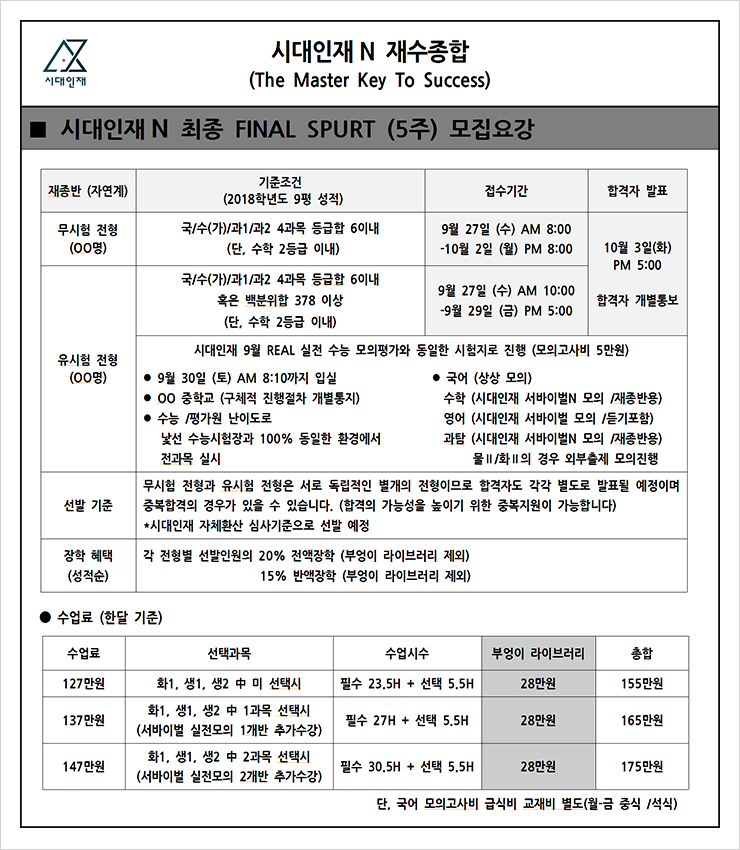 시대인재
시대인재 N 재수종합
(The Master Key To Success)
■ 시대인재 N 최종 FINAL SPURT (5주) 모집요강
재종반 (자연계)
기준조건
(2018학년도 9평 성적)
접수기간
합격자 발표
무시험 전형
(OO명)
국/수(가)/과1/과2 4과목 등급합 6이내
(단, 수학 2등급 이내)
9월 27일 (수) AM 8:00
-10월 2일 (월) PM 8:00
10월 3일(화)
PM 5:00
합격자 개별통보
유시험 전형
(OO명)
국/수(가)/과1/과2 4과목 등급합 6이내
혹은 백분위합 378 이상
(단, 수학 2등급 이내)
9월 27일 (수) AM 10:00
-9월 29일 (금) PM 5:00
시대인재 9월 REAL 실전 수능 모의평가와 동일한 시험지로 진행 (모의고사비 5만원)
● 9월 30일 (토) AM 8:10까지 입실
● OO 중학교 (구체적 진행절차 개별통지)
● 수능 /평가원 난이도로
낯선 수능시험장과 100% 동일한 환경에서
전과목 실시
● 국어 (상상 모의)
수학 (시대인재 서바이벌N 모의 /재종반용)
영어 (시대인재 서바이벌 모의 /듣기포함)
과탐 (시대인재 서바이벌N 모의 /재종반용)
물Ⅱ/화Ⅱ의 경우 외부출제 모의진행
선발 기준
무시험 전형과 유시험 전형은 서로 독립적인 별개의 전형이므로 합격자도 각각 별도로 발표될 예정이며
중복합격의 경우가 있을 수 있습니다. (합격의 가능성을 높이기 위한 중복지원이 가능합니다)
*시대인재 자체환산 심사기준으로 선발 예정
장학 혜택
(성적순)
각 전형별 선발인원의 20% 전액장학 (부엉이 라이브러리 제외)
15% 반액장학 (부엉이 라이브러리 제외)
● 수업료 (한달 기준)
수업료 선택과목 수업시수 부엉이 라이브러리 총합
127만원 화1, 생1, 생2 中 미 선택시 필수 23.5H + 선택 5.5H 28만원 155만원
137만원
화1, 생1, 생2 中 1과목 선택시
(서바이벌 실전모의 1개반 추가수강)
필수 27H + 선택 5.5H 28만원 165만원
147만원
화1, 생1, 생2 中 2과목 선택시
(서바이벌 실전모의 2개반 추가수강)
필수 30.5H + 선택 5.5H 28만원 175만원
단, 국어 모의고사비 급식비 교재비 별도(월-금 중식 /석식)